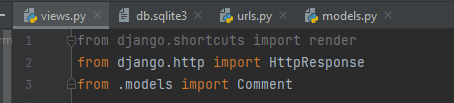 views.py db.sqlite3 urls.py models.py
1 from django.shortcuts import render
2 from django.http import HttpResponse
3 from .models import Comment